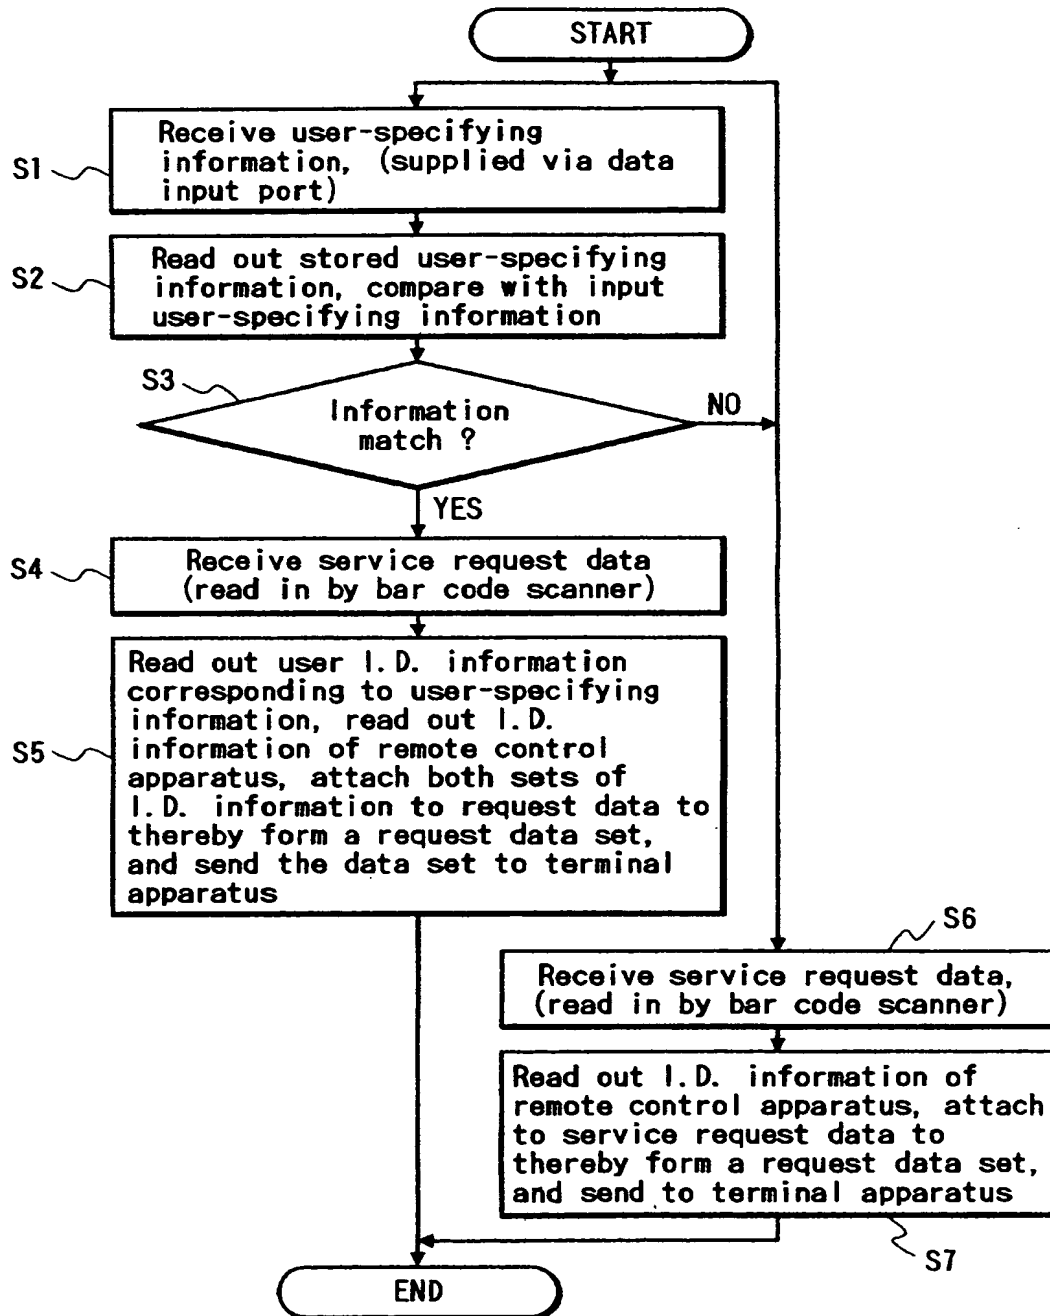 START
S1
Receive user-specifying
information, (supplied via data
input port)
S2
Read out stored user-specifying
information, compare with input
user-specifying information
S3
Information
match ?
NO
YES
S4
Receive service request data
(read in by bar code scanner)
S5
Read out user I.D. information
corresponding to user-specifying
information, read out I.D.
information of remote control
apparatus, attach both sets of
I.D. information to request data to
thereby form a request data set,
and send the data set to terminal
apparatus
S6
Receive service request data,
(read in by bar code scanner)
Read out I.D. information of
remote control apparatus, attach
to service request data to
thereby form a request data set,
and send to terminal apparatus
S7
END